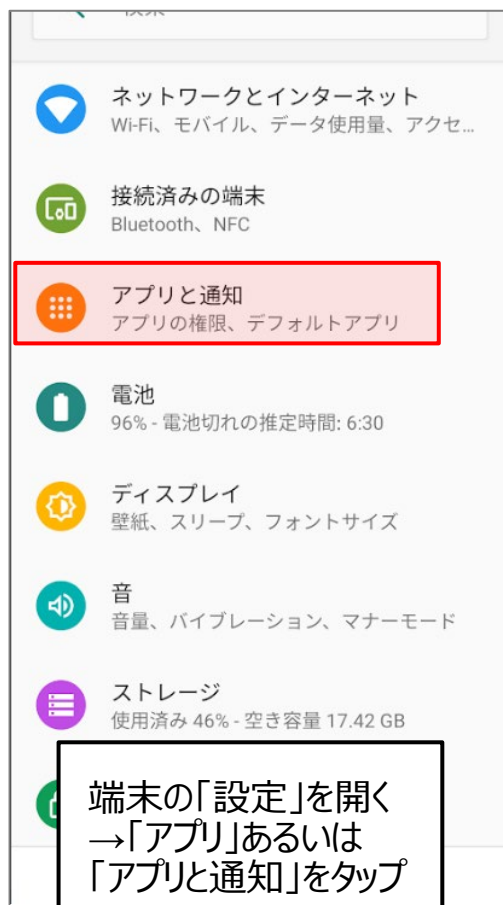 ネットワークとインターネット
Wi-Fi、モバイル、データ使用量、アクセ...
接続済みの端末
Bluetooth、NFC
アプリと通知
アプリの権限、デフォルトアプリ
電池
96% - 電池切れの推定時間: 6:30
ディスプレイ
壁紙、スリープ、フォントサイズ
音
音量、バイブレーション、マナーモード
ストレージ
使用済み 46% - 空き容量 17.42 GB
端末の「設定」を開く
→「アプリ」あるいは
「アプリと通知」をタップ